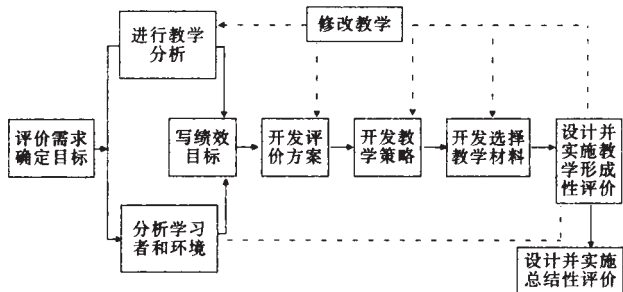 修改教学
进行教学
分析
评价需求
确定目标
写绩效
目标
开发评
价方案
开发教
学策略
开发选择
教学材料
设计并
实施教
学形成
性评价
分析学习
者和环境
设计并实施
总结性评价